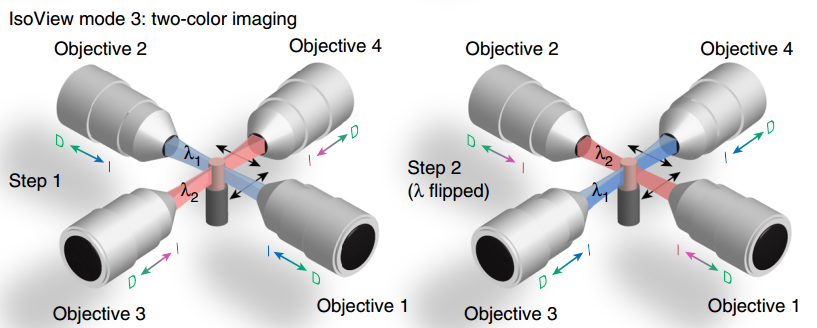 IsoView mode 3: two-color imaging
Objective 2
Objective 4
Objective 2
Objective 4
D
I
λ1
I
D
D
I
λ2
I
D
Step 1
λ2
Step 2
(λ flipped)
λ1
D
I
I
D
D
I
I
D
Objective 3
Objective 1
Objective 3
Objective 1